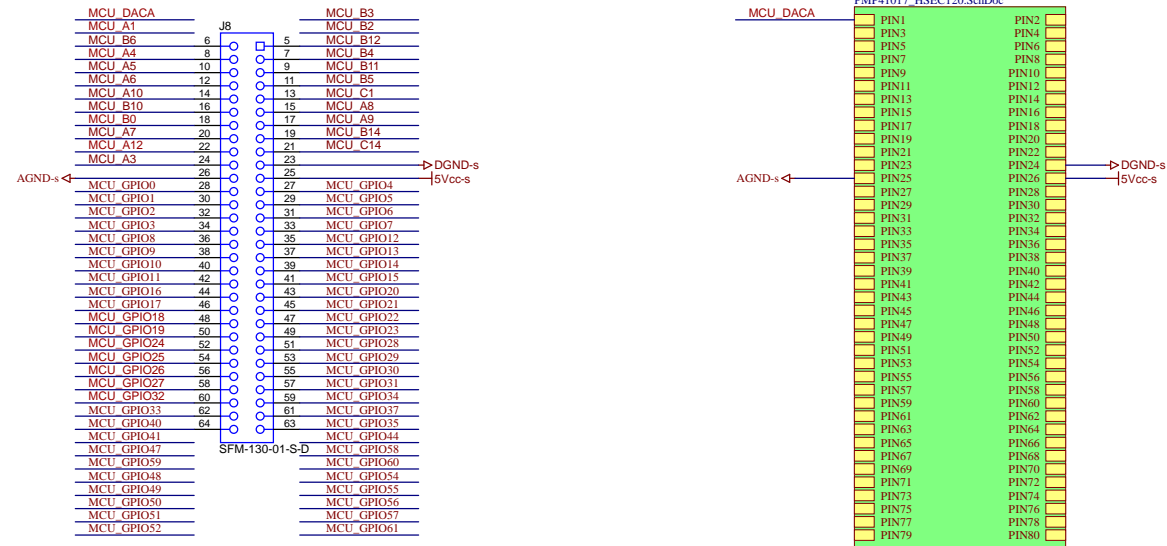 MCU_DACA MCU_B3
MCU_A1 J8 MCU_B2
MCU_B6 6 5 MCU_B12
MCU_A4 8 7 MCU_B4
MCU_A5 10 9 MCU_B11
MCU_A6 12 11 MCU_B5
MCU_A10 14 13 MCU_C1
MCU_B10 16 15 MCU_A8
MCU_B0 18 17 MCU_A9
MCU_A7 20 19 MCU_B14
MCU_A12 22 21 MCU_C14
MCU_A3 24 23 DGND-s
AGND-s 26 25 5Vcc-s
MCU_GPIO0 28 27 MCU_GPIO4
MCU_GPIO1 30 29 MCU_GPIO5
MCU_GPIO2 32 31 MCU_GPIO6
MCU_GPIO3 34 33 MCU_GPIO7
MCU_GPIO8 36 35 MCU_GPIO12
MCU_GPIO9 38 37 MCU_GPIO13
MCU_GPIO10 40 39 MCU_GPIO14
MCU_GPIO11 42 41 MCU_GPIO15
MCU_GPIO16 44 43 MCU_GPIO20
MCU_GPIO17 46 45 MCU_GPIO21
MCU_GPIO18 48 47 MCU_GPIO22
MCU_GPIO19 50 49 MCU_GPIO23
MCU_GPIO24 52 51 MCU_GPIO28
MCU_GPIO25 54 53 MCU_GPIO29
MCU_GPIO26 56 55 MCU_GPIO30
MCU_GPIO27 58 57 MCU_GPIO31
MCU_GPIO32 60 59 MCU_GPIO34
MCU_GPIO33 62 61 MCU_GPIO37
MCU_GPIO40 64 63 MCU_GPIO35
MCU_GPIO41 MCU_GPIO44
MCU_GPIO47 SFM-130-01-S-D MCU_GPIO58
MCU_GPIO59 MCU_GPIO60
MCU_GPIO48 MCU_GPIO54
MCU_GPIO49 MCU_GPIO55
MCU_GPIO50 MCU_GPIO56
MCU_GPIO51 MCU_GPIO57
MCU_GPIO52 MCU_GPIO61
PMP41017_HSEC120.SchDoc
MCU_DACA PIN1 PIN2
PIN3 PIN4
PIN5 PIN6
PIN7 PIN8
PIN9 PIN10
PIN11 PIN12
PIN13 PIN14
PIN15 PIN16
PIN17 PIN18
PIN19 PIN20
PIN21 PIN22
PIN23 PIN24 DGND-s
AGND-s PIN25 PIN26 5Vcc-s
PIN27 PIN28
PIN29 PIN30
PIN31 PIN32
PIN33 PIN34
PIN35 PIN36
PIN37 PIN38
PIN39 PIN40
PIN41 PIN42
PIN43 PIN44
PIN45 PIN46
PIN47 PIN48
PIN49 PIN50
PIN51 PIN52
PIN53 PIN54
PIN55 PIN56
PIN57 PIN58
PIN59 PIN60
PIN61 PIN62
PIN63 PIN64
PIN65 PIN66
PIN67 PIN68
PIN69 PIN70
PIN71 PIN72
PIN73 PIN74
PIN75 PIN76
PIN77 PIN78
PIN79 PIN80